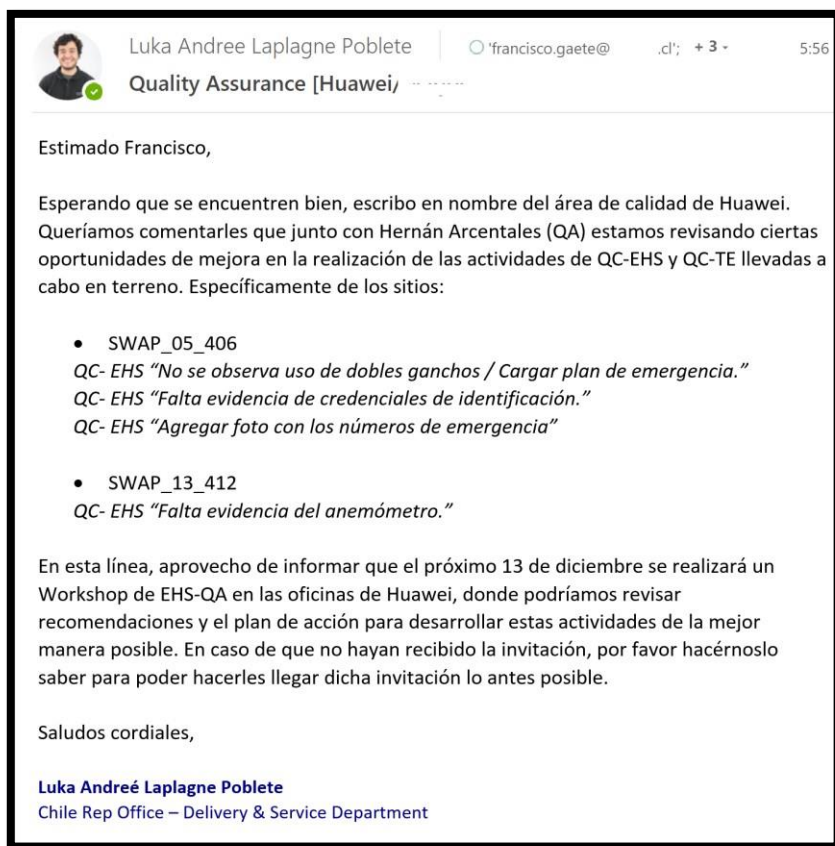 Luka Andree Laplagne Poblete 'francisco.gaete@ .cl'; + 3 5:56
Quality Assurance [Huawei/
Estimado Francisco,
Esperando que se encuentren bien, escribo en nombre del área de calidad de Huawei.
Queríamos comentarles que junto con Hernán Arcentales (QA) estamos revisando ciertas
oportunidades de mejora en la realización de las actividades de QC-EHS y QC-TE llevadas a
cabo en terreno. Específicamente de los sitios:
• SWAP_05_406
QC- EHS “No se observa uso de dobles ganchos / Cargar plan de emergencia.”
QC- EHS “Falta evidencia de credenciales de identificación.”
QC- EHS “Agregar foto con los números de emergencia”
• SWAP_13_412
QC- EHS “Falta evidencia del anemómetro.”
En esta línea, aprovecho de informar que el próximo 13 de diciembre se realizará un
Workshop de EHS-QA en las oficinas de Huawei, donde podríamos revisar
recomendaciones y el plan de acción para desarrollar estas actividades de la mejor
manera posible. En caso de que no hayan recibido la invitación, por favor hacérnoslo
saber para poder hacerles llegar dicha invitación lo antes posible.
Saludos cordiales,
Luka Andreé Laplagne Poblete
Chile Rep Office – Delivery & Service Department